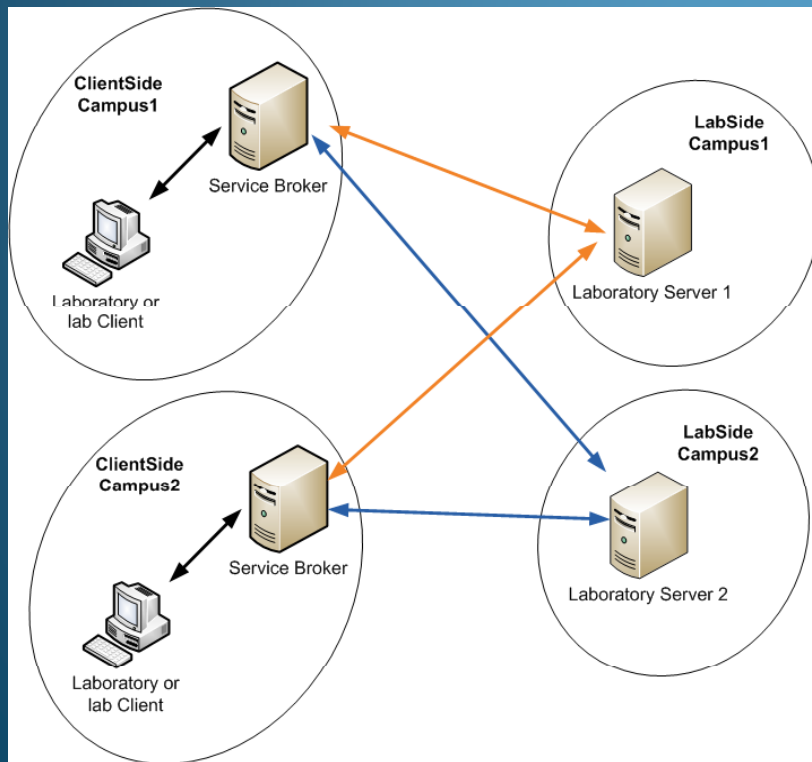 ClientSide
Campus1
Service Broker
Laboratory or
lab Client
LabSide
Campus1
Laboratory Server 1
ClientSide
Campus2
Service Broker
Laboratory or
lab Client
LabSide
Campus2
Laboratory Server 2